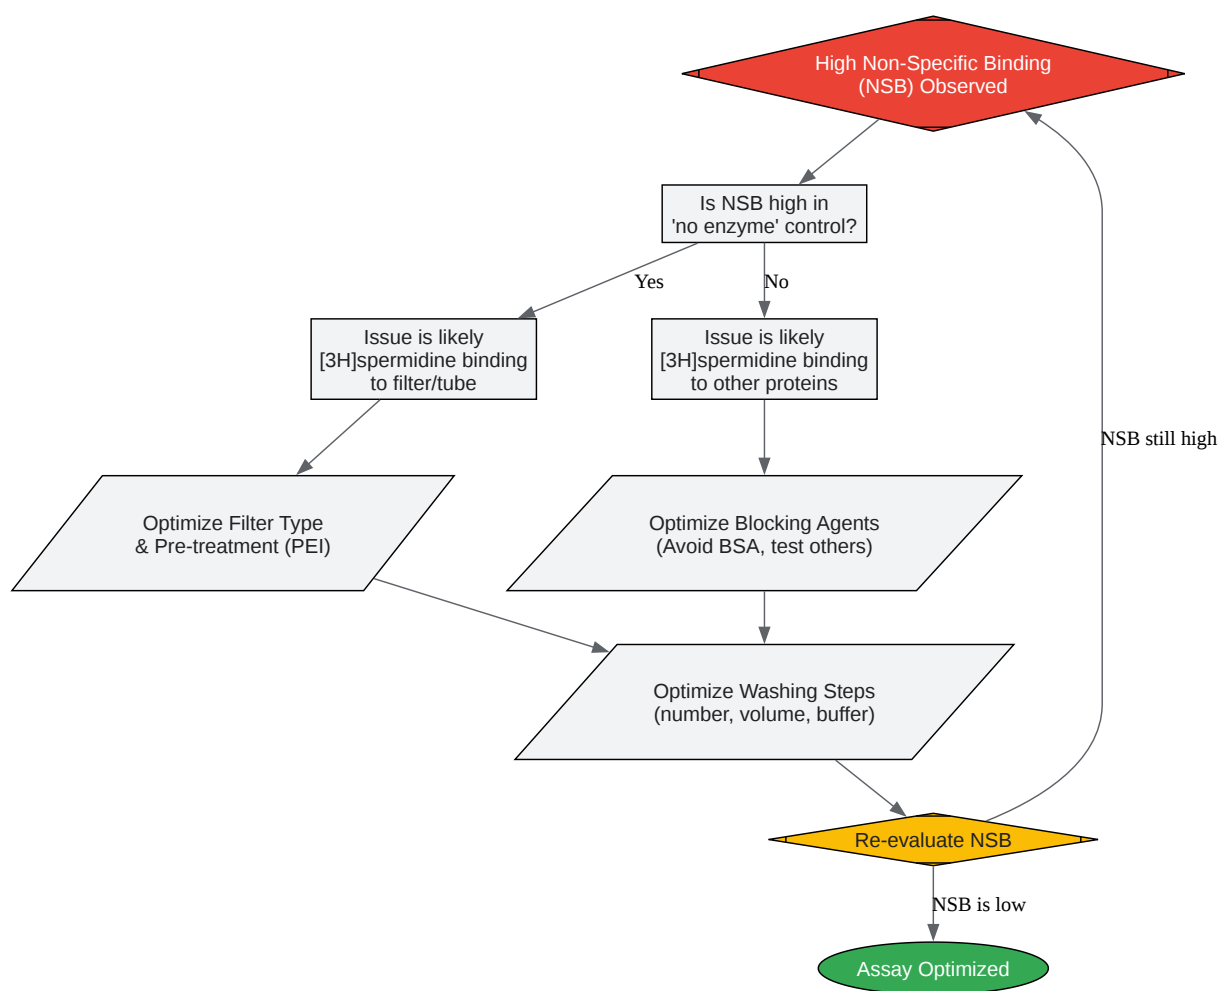 High Non-Specific Binding
(NSB) Observed
Is NSB high in
'no enzyme' control?
Yes
No
Issue is likely
[3H]spermidine binding
to filter/tube
Issue is likely
[3H]spermidine binding
to other proteins
NSB still high
Optimize Filter Type
& Pre-treatment (PEI)
Optimize Blocking Agents
(Avoid BSA, test others)
Optimize Washing Steps
(number, volume, buffer)
Re-evaluate NSB
NSB is low
Assay Optimized